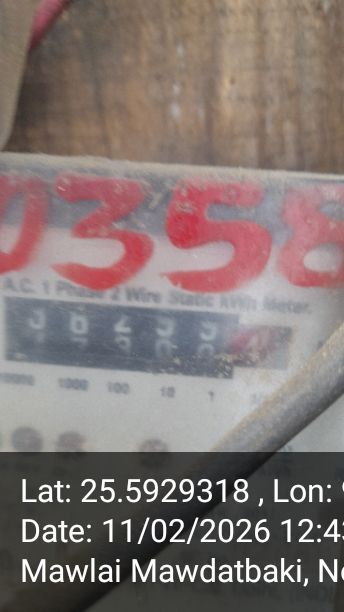 0358
A.C. 1 Phase 2 Wire Static kWh Meter.
1000 100 10 1
Lat: 25.5929318 , Lon:
Date: 11/02/2026 12:43
Mawlai Mawdatbaki,